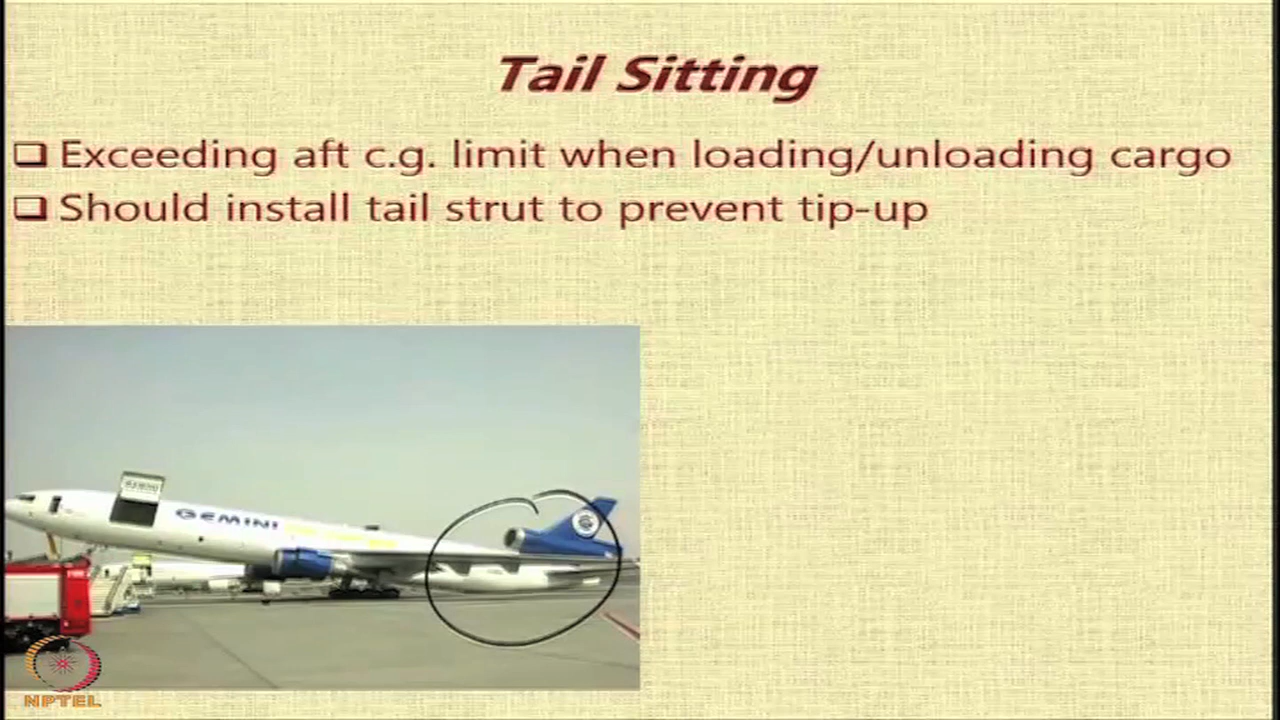 Tail Sitting
Exceeding aft c.g. limit when loading/unloading cargo
Should install tail strut to prevent tip-up
GEMINI
NPTEL